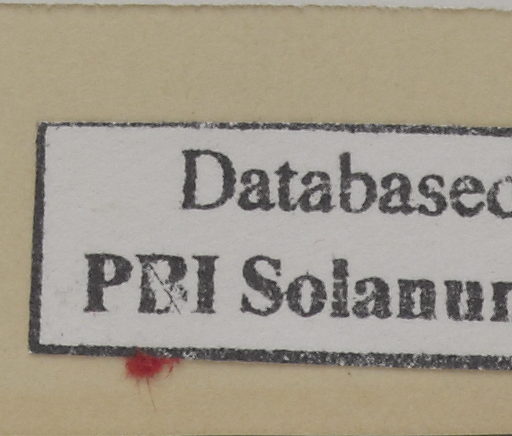 Databased
PBI Solanum